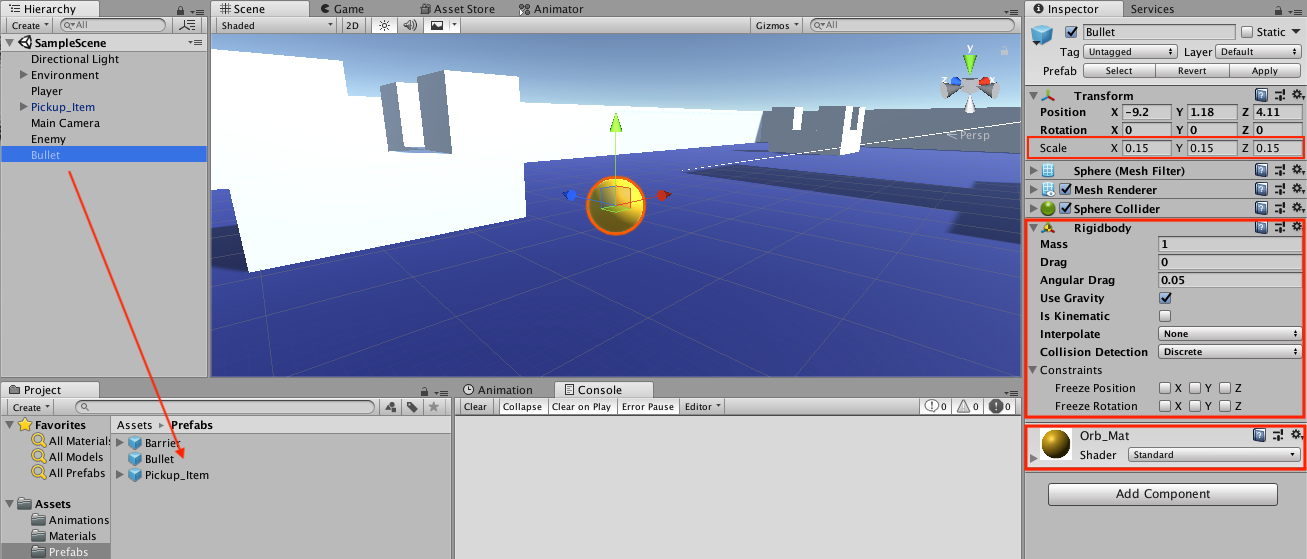 Hierarchy
Create All
SampleScene
Directional Light
Environment
Player
Pickup_Item
Main Camera
Enemy
Bullet
Scene Game Asset Store Animator
Shaded 2D Gizmos All
y
x
z
Persp
Inspector Services
Bullet Static
Tag Untagged Layer Default
Prefab Select Revert Apply
Transform
Position X -9.2 Y 1.18 Z 4.11
Rotation X 0 Y 0 Z 0
Scale X 0.15 Y 0.15 Z 0.15
Sphere (Mesh Filter)
Mesh Renderer
Sphere Collider
Rigidbody
Mass 1
Drag 0
Angular Drag 0.05
Use Gravity
Is Kinematic
Interpolate None
Collision Detection Discrete
Constraints
Freeze Position X Y Z
Freeze Rotation X Y Z
Orb_Mat
Shader Standard
Add Component
Project
Create
Favorites
All Materials
All Models
All Prefabs
Assets
Animations
Materials
Prefabs
Assets ▸ Prefabs
Barrier
Bullet
Pickup_Item
Animation Console
Clear Collapse Clear on Play Error Pause Editor 0 0 0